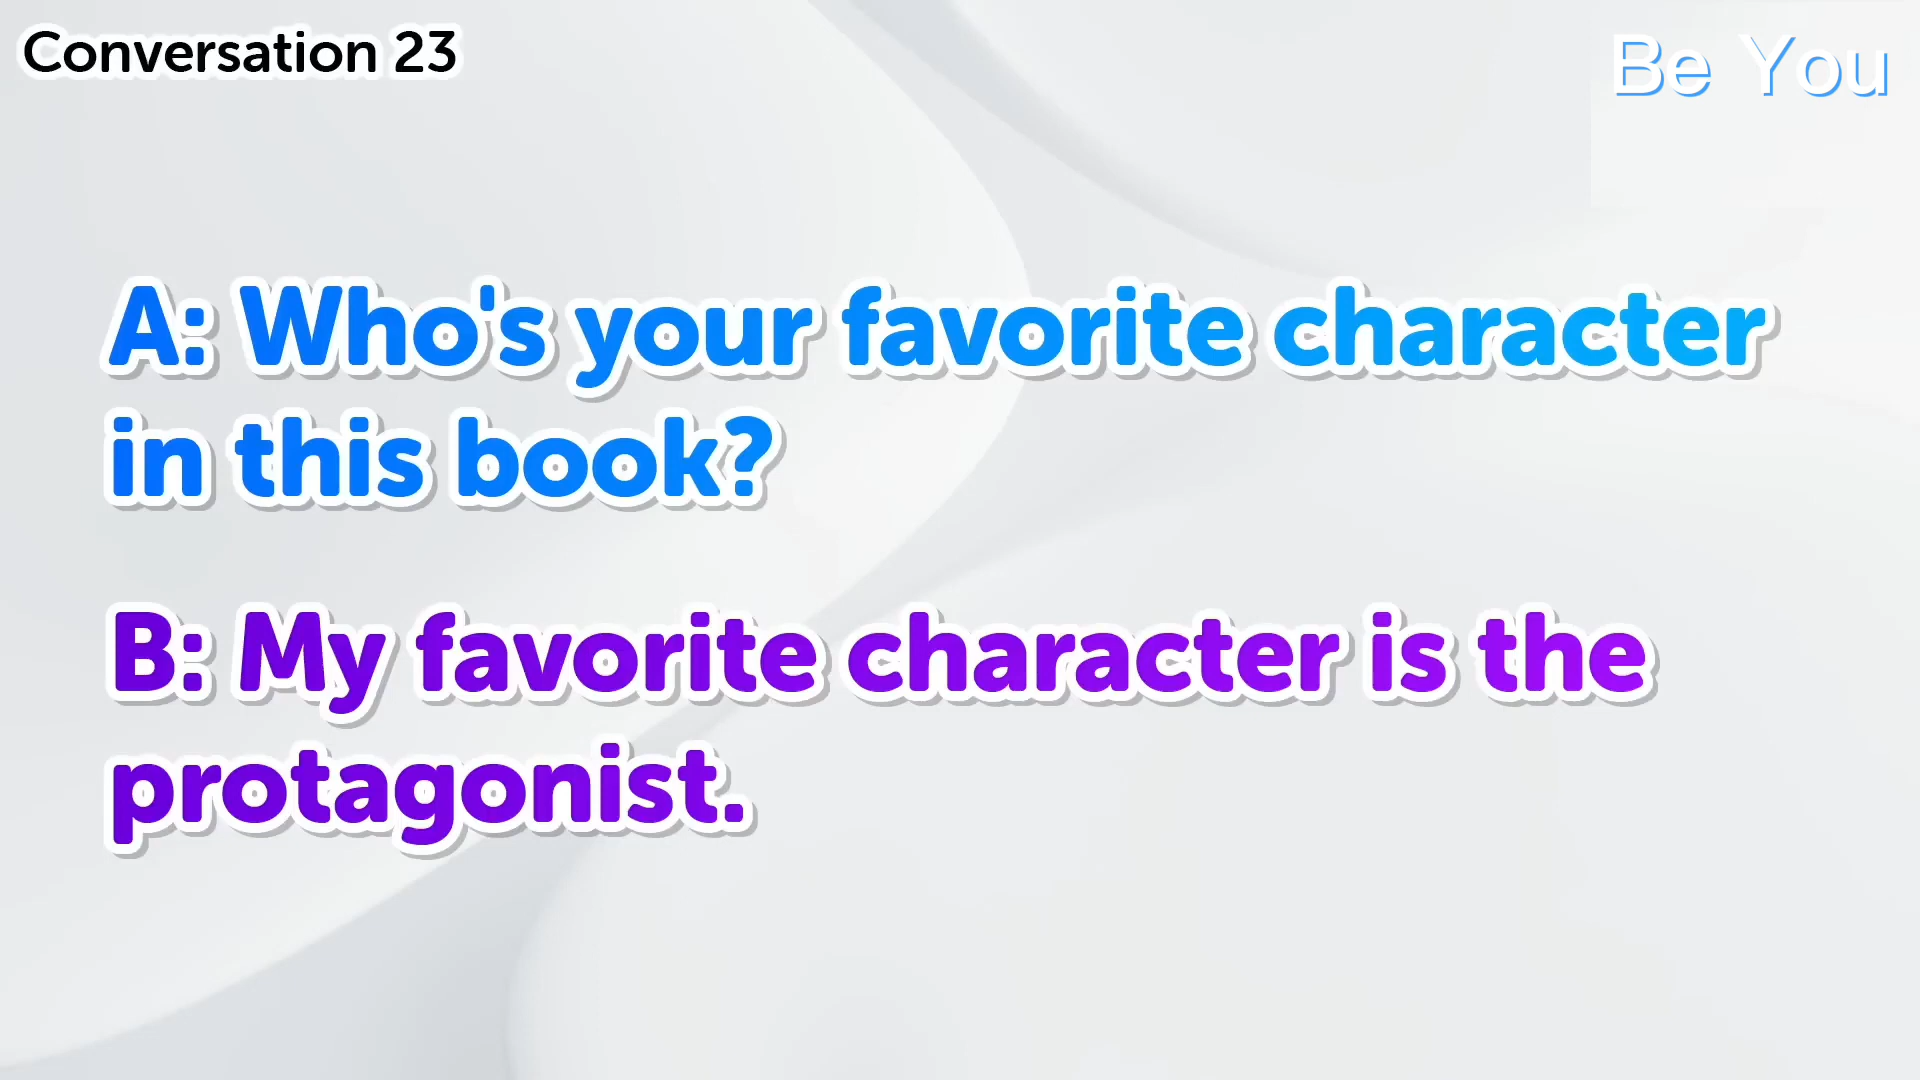 Conversation 23
Be You
A: Who's your favorite character
in this book?
B: My favorite character is the
protagonist.